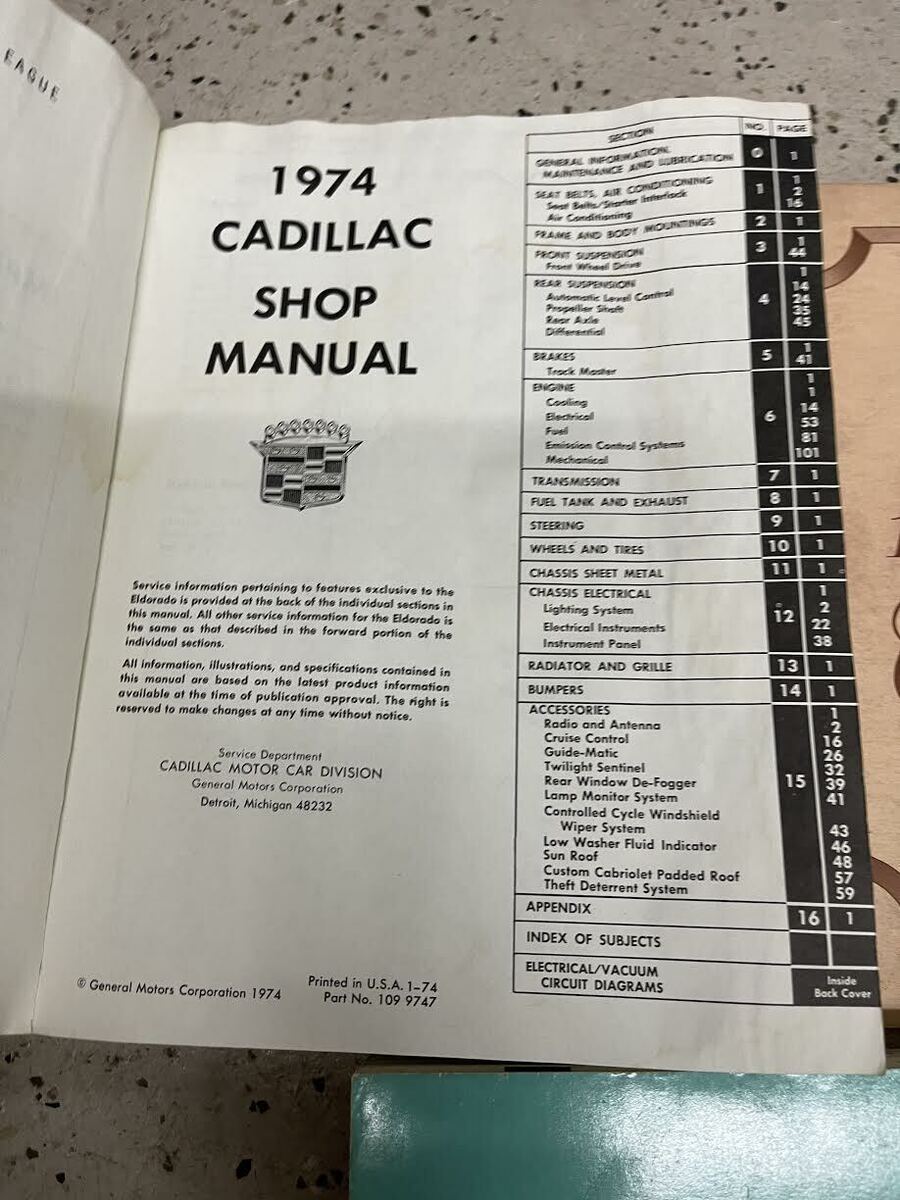 EAGUE
1974
CADILLAC
SHOP
MANUAL
Service information pertaining to features exclusive to the
Eldorado is provided at the back of the individual sections in
this manual. All other service information for the Eldorado is
the same as that described in the forward portion of the
individual sections.
All information, illustrations, and specifications contained in
this manual are based on the latest product information
available at the time of publication approval. The right is
reserved to make changes at any time without notice.
Service Department
CADILLAC MOTOR CAR DIVISION
General Motors Corporation
Detroit, Michigan 48232
© General Motors Corporation 1974
Printed in U.S.A. 1-74
Part No. 109 9747
SECTION NO. PAGE
GENERAL INFORMATION, 0 1
MAINTENANCE AND LUBRICATION
SEAT BELTS, AIR CONDITIONING 1 1
Seat Belts/Starter Interlock 2
Air Conditioning 16
FRAME AND BODY MOUNTINGS 2 1
FRONT SUSPENSION 3 1
Front Wheel Drive 44
REAR SUSPENSION 4 1
Automatic Level Control 14
Propeller Shaft 24
Rear Axle 35
Differential 45
BRAKES 5 1
Track Master 41
ENGINE 6 1
Cooling 1
Electrical 14
Fuel 53
Emission Control Systems 81
Mechanical 101
TRANSMISSION 7 1
FUEL TANK AND EXHAUST 8 1
STEERING 9 1
WHEELS AND TIRES 10 1
CHASSIS SHEET METAL 11 1
CHASSIS ELECTRICAL 12 1
Lighting System 2
Electrical Instruments 22
Instrument Panel 38
RADIATOR AND GRILLE 13 1
BUMPERS 14 1
ACCESSORIES 15 1
Radio and Antenna 2
Cruise Control 16
Guide-Matic 26
Twilight Sentinel 32
Rear Window De-Fogger 39
Lamp Monitor System 41
Controlled Cycle Windshield
Wiper System 43
Low Washer Fluid Indicator 46
Sun Roof 48
Custom Cabriolet Padded Roof 57
Theft Deterrent System 59
APPENDIX 16 1
INDEX OF SUBJECTS
ELECTRICAL/VACUUM Inside
CIRCUIT DIAGRAMS Back Cover